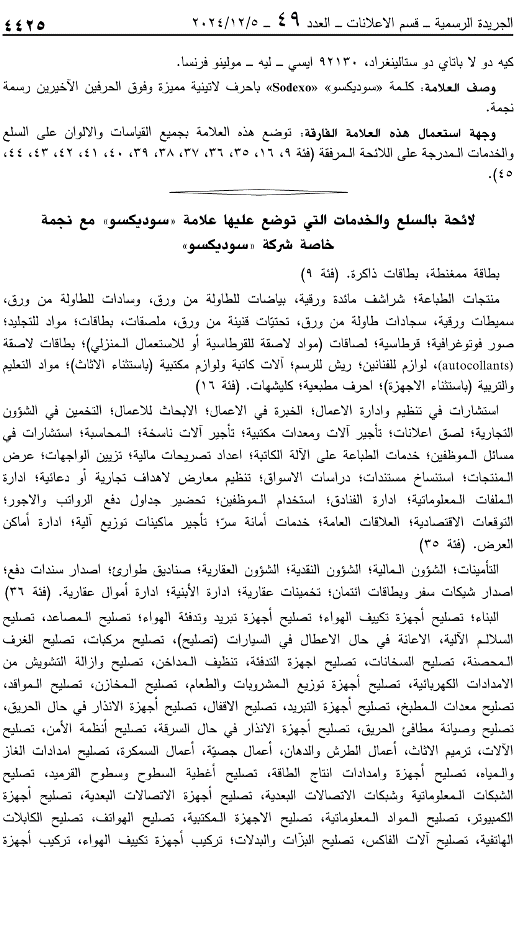 الجريدة الرسمية ــ قسم الاعلانات ــ العدد ٤٩ ــ ٢٠٢٤/١٢/٥
٤٤٢٥
كيه دو لا باتاي دو ستالينغراد، ٩٢١٣٠ ايسي ــ ليه ــ مولينو فرنسا.
وصف العلامة: كلمة «سوديكسو» «Sodexo» باحرف لاتينية مميزة وفوق الحرفين الأخيرين رسمة
نجمة.
وجهة استعمال هذه العلامة الفارقة: توضع هذه العلامة بجميع القياسات والالوان على السلع
والخدمات المدرجة على اللائحة المرفقة (فئة ٩، ١٦، ٣٥، ٣٦، ٣٧، ٣٨، ٣٩، ٤٠، ٤١، ٤٢، ٤٣، ٤٤،
٤٥).
لائحة بالسلع والخدمات التي توضع عليها علامة «سوديكسو» مع نجمة
خاصة شركة «سوديكسو»
بطاقة ممغنطة، بطاقات ذاكرة. (فئة ٩)
منتجات الطباعة؛ شراشف مائدة ورقية، بياضات للطاولة من ورق، وسادات للطاولة من ورق،
سميطات ورقية، سجادات طاولة من ورق، تحتيّات قنينة من ورق، ملصقات، بطاقات؛ مواد للتجليد؛
صور فوتوغرافية؛ قرطاسية؛ لصاقات (مواد لاصقة للقرطاسية أو للاستعمال المنزلي)؛ بطاقات لاصقة
(autocollants)، لوازم للفنانين؛ ريش للرسم؛ آلات كاتبة ولوازم مكتبية (باستثناء الاثاث)؛ مواد التعليم
والتربية (باستثناء الاجهزة)؛ احرف مطبعية؛ كليشهات. (فئة ١٦)
استشارات في تنظيم وادارة الاعمال؛ الخبرة في الاعمال؛ الابحاث للاعمال؛ التخمين في الشؤون
التجارية؛ لصق اعلانات؛ تأجير آلات ومعدات مكتبية؛ تأجير آلات ناسخة؛ المحاسبة؛ استشارات في
مسائل الموظفين؛ خدمات الطباعة على الآلة الكاتبة؛ اعداد تصريحات مالية؛ تزيين الواجهات؛ عرض
المنتجات؛ استنساخ مستندات؛ دراسات الاسواق؛ تنظيم معارض لاهداف تجارية أو دعائية؛ ادارة
الملفات المعلوماتية؛ ادارة الفنادق؛ استخدام الموظفين؛ تحضير جداول دفع الرواتب والاجور؛
التوقعات الاقتصادية؛ العلاقات العامة؛ خدمات أمانة سرّ؛ تأجير ماكينات توزيع آلية؛ ادارة أماكن
العرض. (فئة ٣٥)
التأمينات؛ الشؤون المالية؛ الشؤون النقدية؛ الشؤون العقارية؛ صناديق طوارئ؛ اصدار سندات دفع؛
اصدار شيكات سفر وبطاقات ائتمان؛ تخمينات عقارية؛ ادارة الأبنية؛ ادارة أموال عقارية. (فئة ٣٦)
البناء؛ تصليح أجهزة تكييف الهواء؛ تصليح أجهزة تبريد وتدفئة الهواء؛ تصليح المصاعد، تصليح
السلالم الآلية، الاعانة في حال الاعطال في السيارات (تصليح)، تصليح مركبات، تصليح الغرف
المحصنة، تصليح السخانات، تصليح اجهزة التدفئة، تنظيف المداخن، تصليح وازالة التشويش من
الامدادات الكهربائية، تصليح أجهزة توزيع المشروبات والطعام، تصليح المخازن، تصليح المواقد،
تصليح معدات المطبخ، تصليح أجهزة التبريد، تصليح الاقفال، تصليح أجهزة الانذار في حال الحريق،
تصليح وصيانة مطافئ الحريق، تصليح أجهزة الانذار في حال السرقة، تصليح أنظمة الأمن، تصليح
الآلات، ترميم الاثاث، أعمال الطرش والدهان، أعمال جصيّة، أعمال السمكرة، تصليح امدادات الغاز
والمياه، تصليح أجهزة وامدادات انتاج الطاقة، تصليح أغطية السطوح وسطوح القرميد، تصليح
الشبكات المعلوماتية وشبكات الاتصالات البعدية، تصليح أجهزة الاتصالات البعدية، تصليح أجهزة
الكمبيوتر، تصليح المواد المعلوماتية، تصليح الاجهزة المكتبية، تصليح الهواتف، تصليح الكابلات
الهاتفية، تصليح آلات الفاكس، تصليح البزّات والبدلات؛ تركيب أجهزة تكييف الهواء، تركيب أجهزة